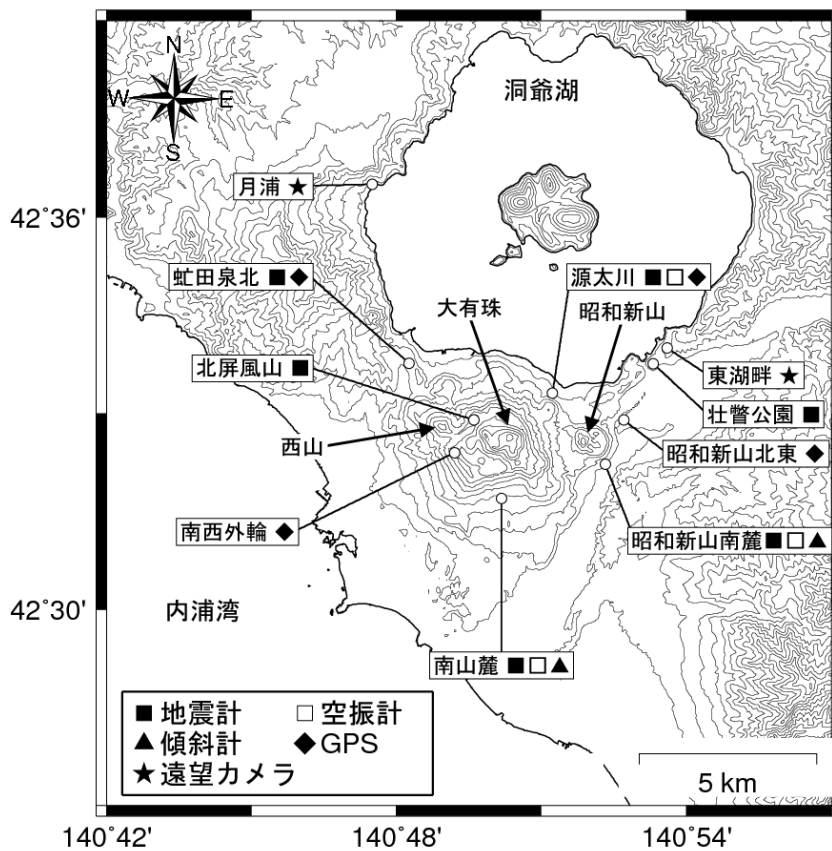 N
W
E
S
洞爺湖
月浦 ★
42˚36'
虻田泉北 ■◆
源太川 ■□◆
大有珠
昭和新山
北屏風山 ■
東湖畔 ★
壮瞥公園 ■
西山
昭和新山北東 ◆
南西外輪 ◆
昭和新山南麓■□▲
42˚30'
内浦湾
南山麓 ■□▲
■ 地震計 □ 空振計
▲ 傾斜計 ◆ GPS
★ 遠望カメラ
5 km
140˚42' 140˚48' 140˚54'